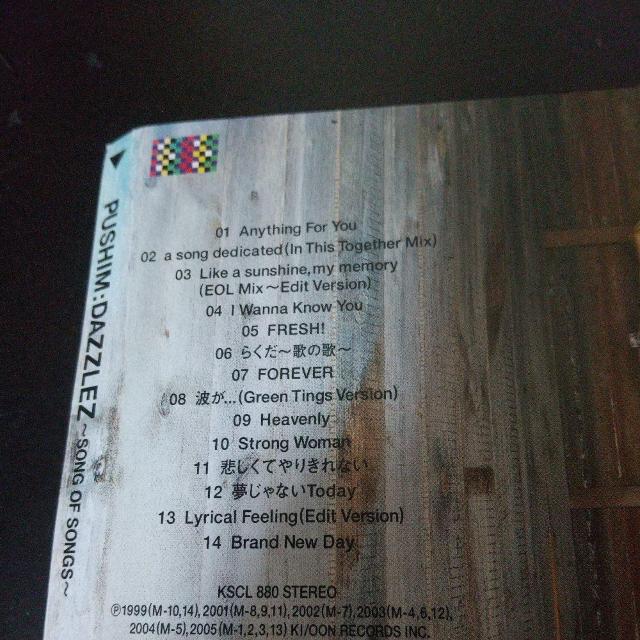 PUSHIM:DAZZLEZ ~SONG OF SONGS~
01 Anything For You
02 a song dedicated(In This Together Mix)
03 Like a sunshine, my memory
(EOL Mix~Edit Version)
04 I Wanna Know You
05 FRESH!
06 らくだ~歌の歌~
07 FOREVER
08 波が...(Green Tings Version)
09 Heavenly
10 Strong Woman
11 悲しくてやりきれない
12 夢じゃないToday
13 Lyrical Feeling(Edit Version)
14 Brand New Day
KSCL 880 STEREO
℗1999(M-10,14), 2001(M-8,9,11), 2002(M-7), 2003(M-4,6,12),
2004(M-5), 2005(M-1,2,3,13) KI/OON RECORDS INC.